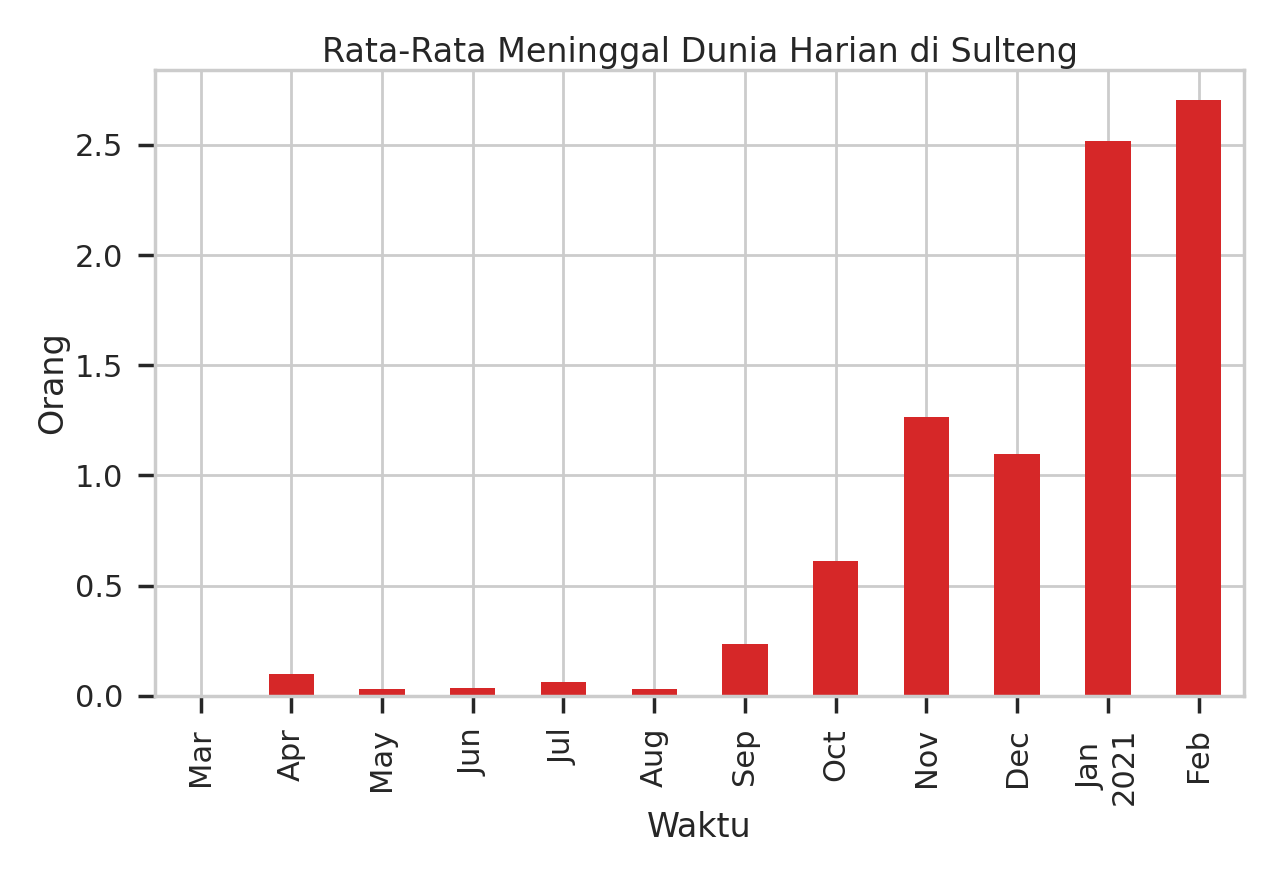 Rata-Rata Meninggal Dunia Harian di Sulteng
Orang
2.5
2.0
1.5
1.0
0.5
0.0
Mar
Apr
May
Jun
Jul
Aug
Sep
Oct
Nov
Dec
Jan
2021
Feb
Waktu